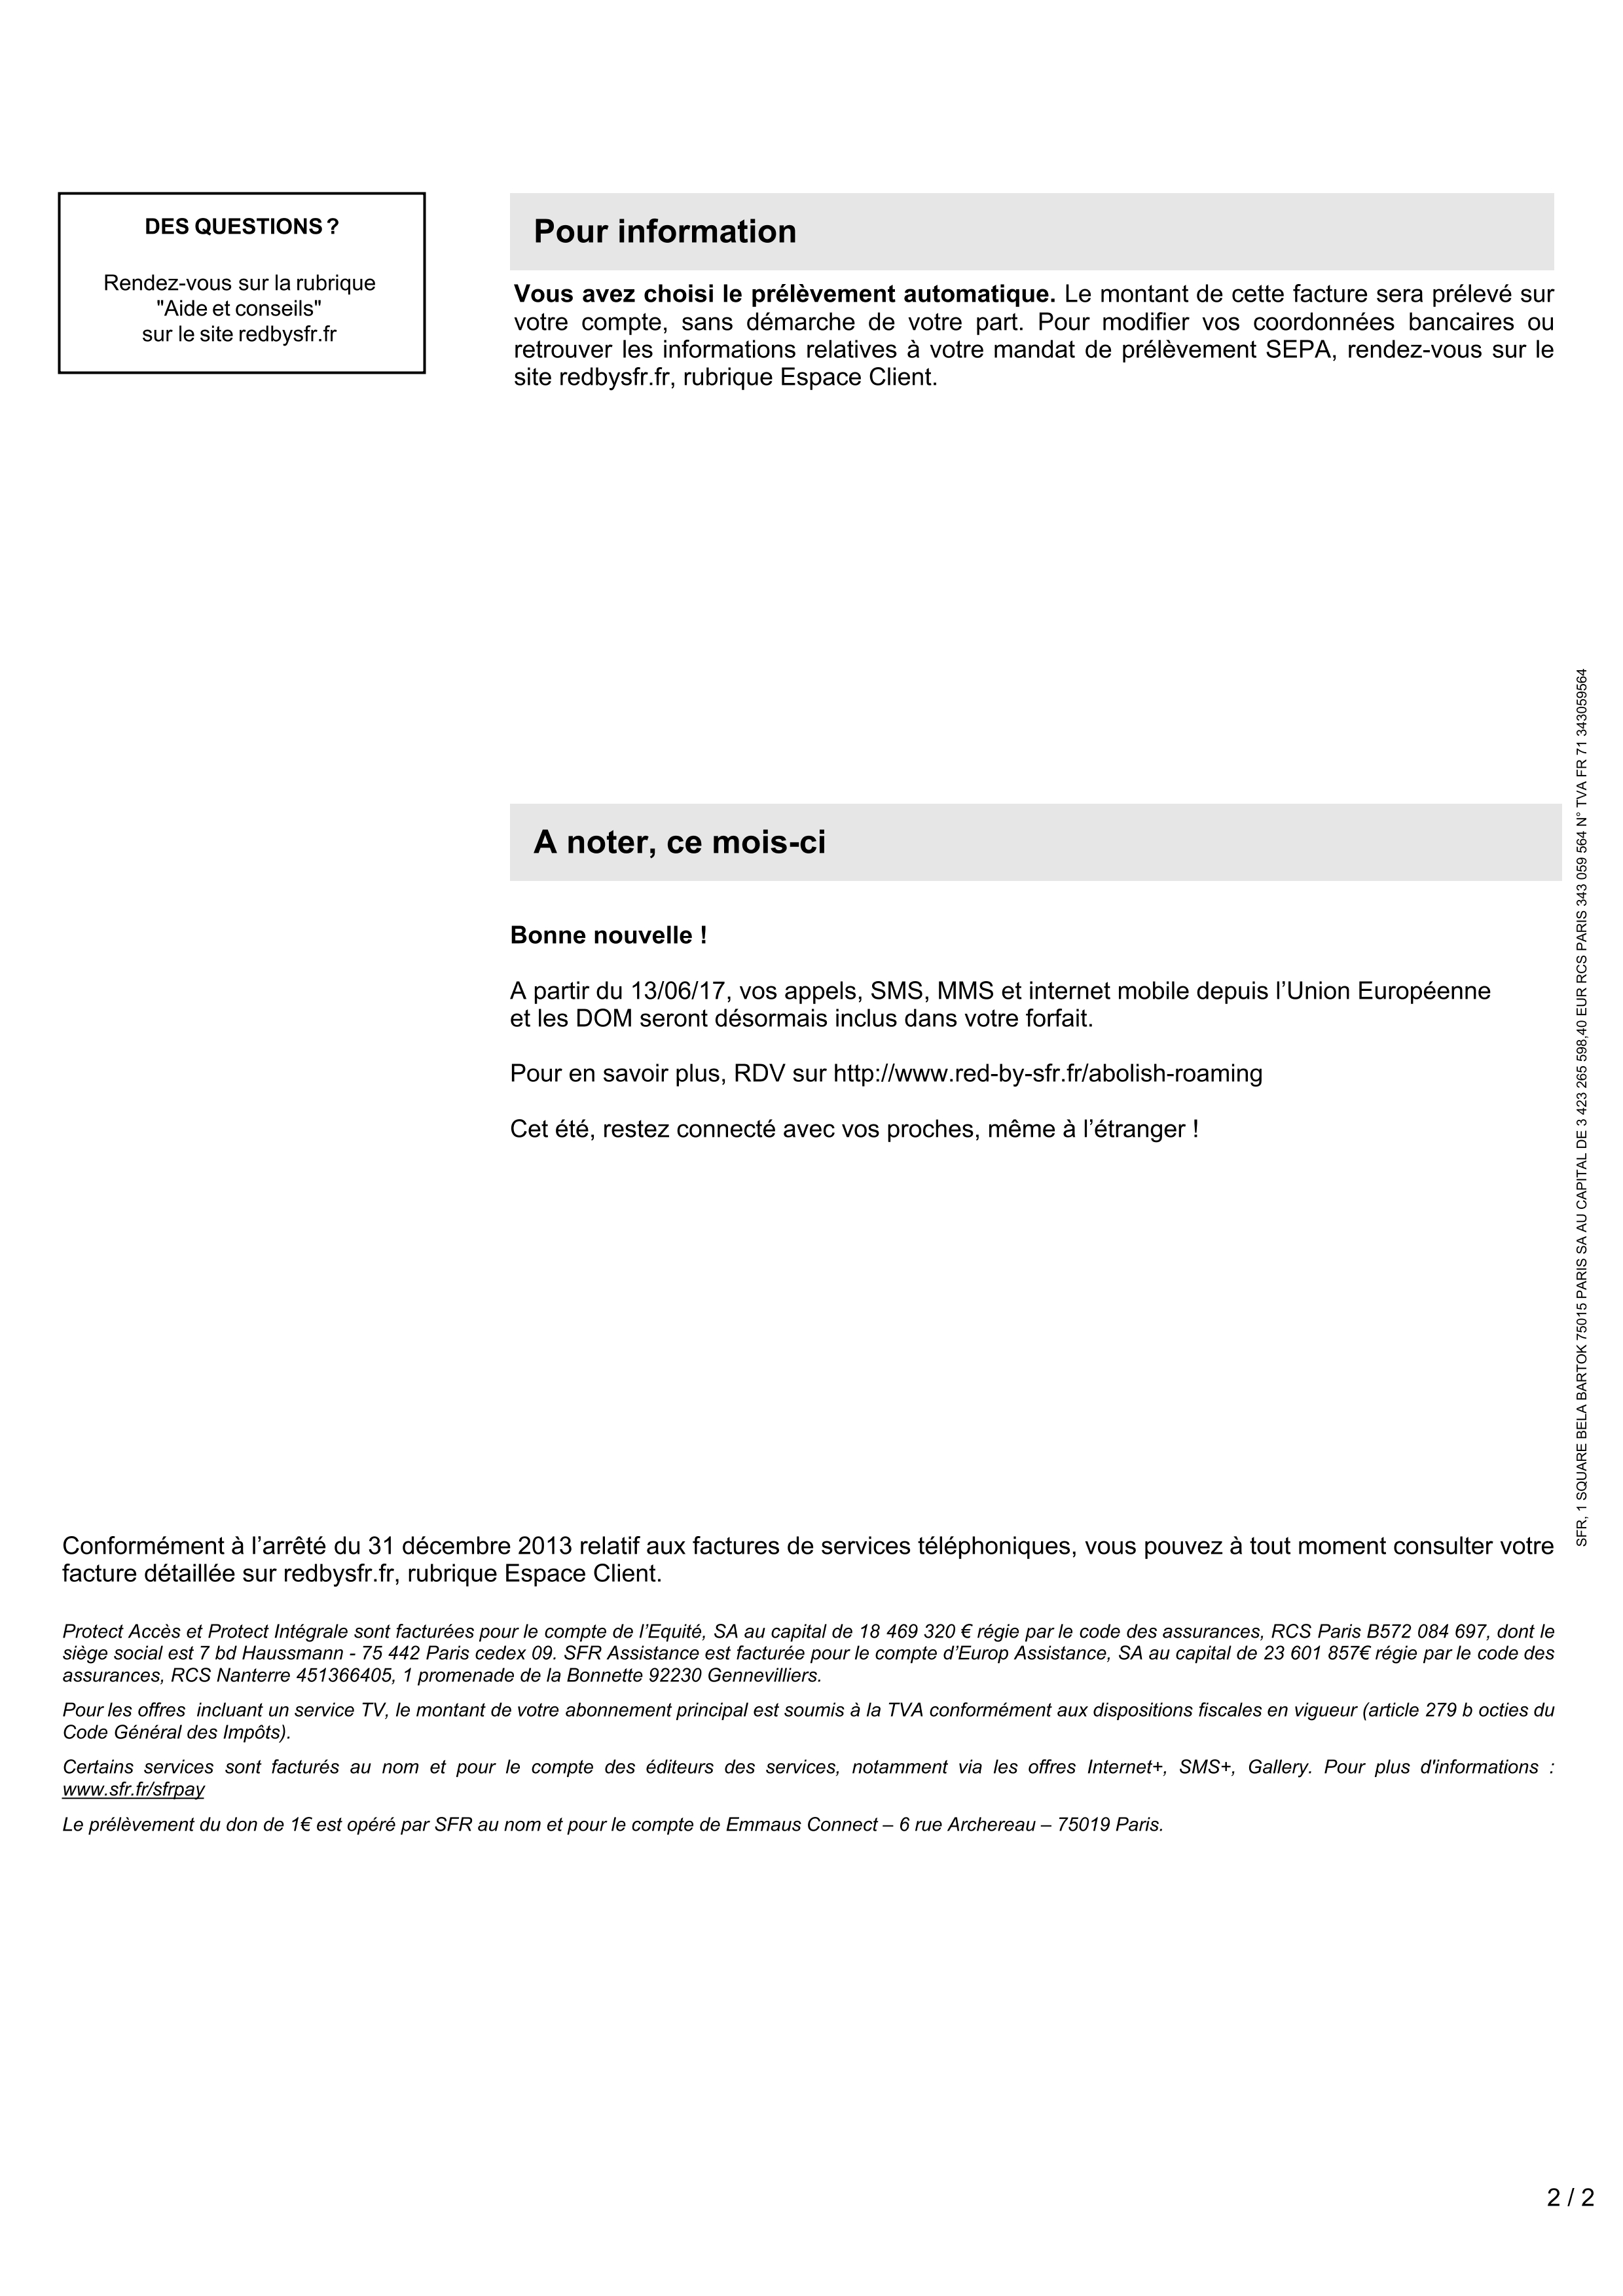 DES QUESTIONS ?
Rendez-vous sur la rubrique
"Aide et conseils"
sur le site redbysfr.fr
Pour information
Vous avez choisi le prélèvement automatique. Le montant de cette facture sera prélevé sur
votre compte, sans démarche de votre part. Pour modifier vos coordonnées bancaires ou
retrouver les informations relatives à votre mandat de prélèvement SEPA, rendez-vous sur le
site redbysfr.fr, rubrique Espace Client.
A noter, ce mois-ci
Bonne nouvelle !
A partir du 13/06/17, vos appels, SMS, MMS et internet mobile depuis l’Union Européenne
et les DOM seront désormais inclus dans votre forfait.
Pour en savoir plus, RDV sur http://www.red-by-sfr.fr/abolish-roaming
Cet été, restez connecté avec vos proches, même à l’étranger !
SFR, 1 SQUARE BELA BARTOK 75015 PARIS SA AU CAPITAL DE 3 423 265 598,40 EUR RCS PARIS 343 059 564 N° TVA FR 71 343059564
Conformément à l’arrêté du 31 décembre 2013 relatif aux factures de services téléphoniques, vous pouvez à tout moment consulter votre
facture détaillée sur redbysfr.fr, rubrique Espace Client.
Protect Accès et Protect Intégrale sont facturées pour le compte de l’Equité, SA au capital de 18 469 320 € régie par le code des assurances, RCS Paris B572 084 697, dont le
siège social est 7 bd Haussmann - 75 442 Paris cedex 09. SFR Assistance est facturée pour le compte d’Europ Assistance, SA au capital de 23 601 857€ régie par le code des
assurances, RCS Nanterre 451366405, 1 promenade de la Bonnette 92230 Gennevilliers.
Pour les offres incluant un service TV, le montant de votre abonnement principal est soumis à la TVA conformément aux dispositions fiscales en vigueur (article 279 b octies du
Code Général des Impôts).
Certains services sont facturés au nom et pour le compte des éditeurs des services, notamment via les offres Internet+, SMS+, Gallery. Pour plus d'informations :
www.sfr.fr/sfrpay
Le prélèvement du don de 1€ est opéré par SFR au nom et pour le compte de Emmaus Connect – 6 rue Archereau – 75019 Paris.
2 / 2